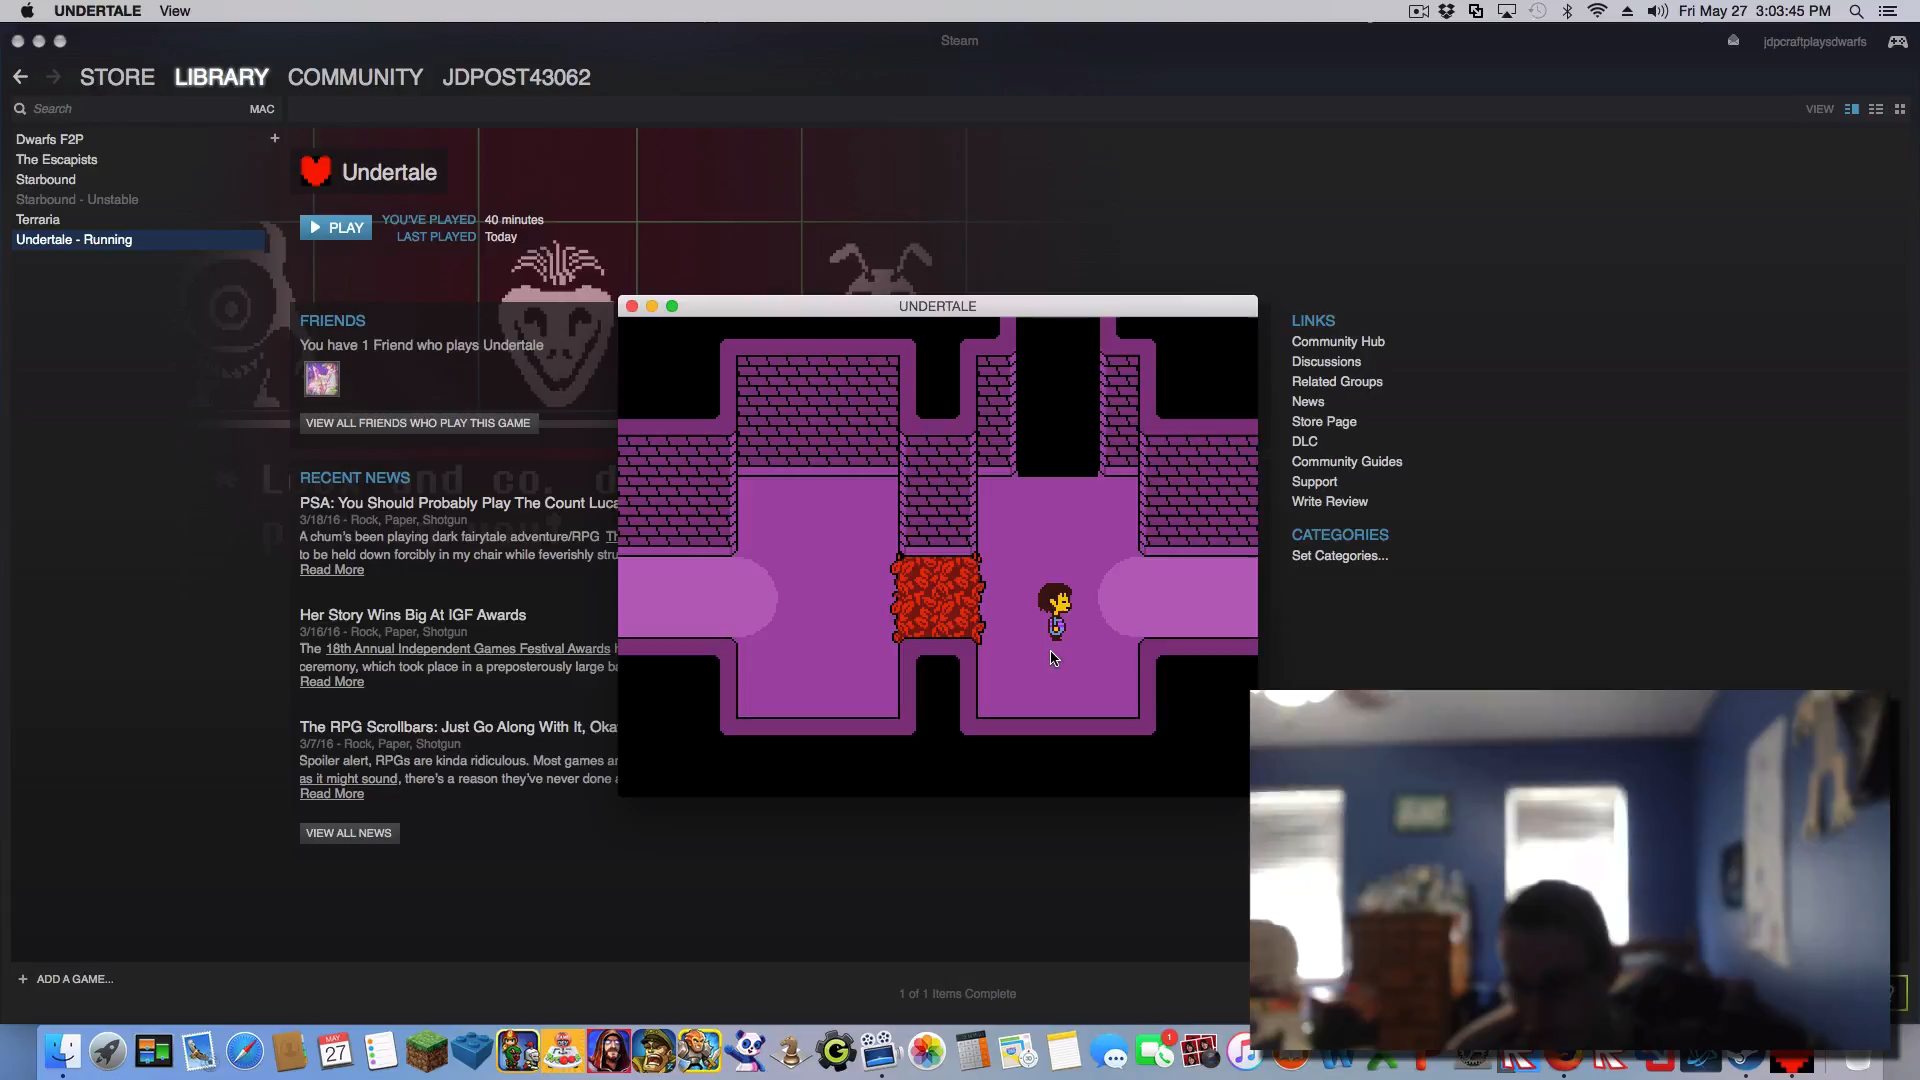 UNDERTALE View Fri May 27 3:03:45 PM
Steam
jdpcraftplaysdwarfs
STORE LIBRARY COMMUNITY JDPOST43062
Search MAC
VIEW
Dwarfs F2P +
The Escapists
Starbound
Starbound - Unstable
Terraria
Undertale - Running
Undertale
PLAY
YOU'VE PLAYED 40 minutes
LAST PLAYED Today
FRIENDS
You have 1 Friend who plays Undertale
VIEW ALL FRIENDS WHO PLAY THIS GAME
RECENT NEWS
PSA: You Should Probably Play The Count Luca
3/18/16 - Rock, Paper, Shotgun
A chum's been playing dark fairytale adventure/RPG Th
to be held down forcibly in my chair while feverishly stru
Read More
Her Story Wins Big At IGF Awards
3/16/16 - Rock, Paper, Shotgun
The 18th Annual Independent Games Festival Awards
ceremony, which took place in a preposterously large ba
Read More
The RPG Scrollbars: Just Go Along With It, Oka
3/7/16 - Rock, Paper, Shotgun
Spoiler alert, RPGs are kinda ridiculous. Most games ar
as it might sound, there's a reason they've never done a
Read More
VIEW ALL NEWS
UNDERTALE
LINKS
Community Hub
Discussions
Related Groups
News
Store Page
DLC
Community Guides
Support
Write Review
CATEGORIES
Set Categories...
+ ADD A GAME...
1 of 1 Items Complete
MAY
27
1